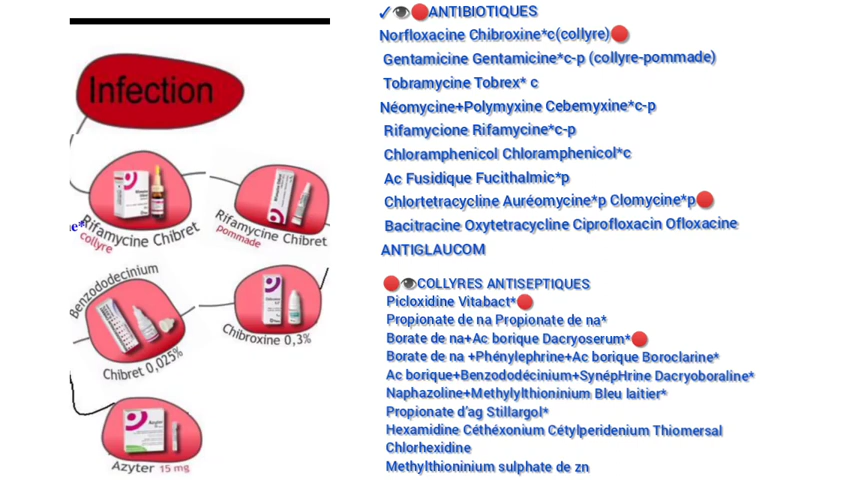 Infection
Rifamycine Chibret
collyre
Rifamycine Chibret
pommade
Benzododecinium
Chibret 0,025%
Chibroxine 0,3%
Azyter 15 mg
✓👁🔴ANTIBIOTIQUES
Norfloxacine Chibroxine*c(collyre)🔴
Gentamicine Gentamicine*c-p (collyre-pommade)
Tobramycine Tobrex* c
Néomycine+Polymyxine Cebemyxine*c-p
Rifamycione Rifamycine*c-p
Chloramphenicol Chloramphenicol*c
Ac Fusidique Fucithalmic*p
Chlortetracycline Auréomycine*p Clomycine*p🔴
Bacitracine Oxytetracycline Ciprofloxacin Ofloxacine
ANTIGLAUCOM
🔴👁COLLYRES ANTISEPTIQUES
Picloxidine Vitabact*🔴
Propionate de na Propionate de na*
Borate de na+Ac borique Dacryoserum*🔴
Borate de na +Phénylephrine+Ac borique Boroclarine*
Ac borique+Benzododécinium+SynépHrine Dacryoboraline*
Naphazoline+Methylylthioninium Bleu laitier*
Propionate d'ag Stillargol*
Hexamidine Céthéxonium Cétylperidenium Thiomersal
Chlorhexidine
Methylthioninium sulphate de zn